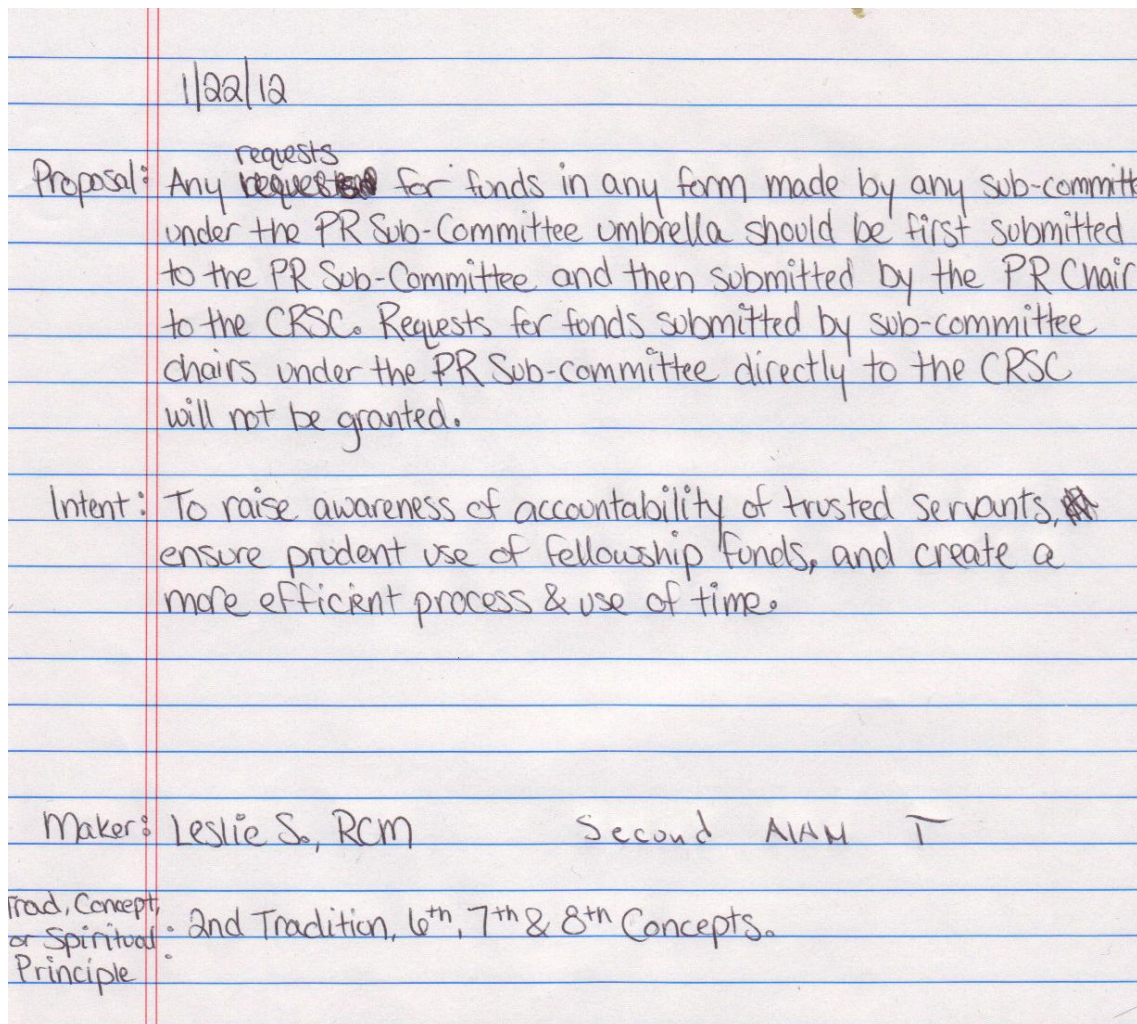 1/22/12
requests
Proposal: Any for funds in any form made by any sub-committ
under the PR Sub-Committee umbrella should be first submitted
to the PR Sub-Committee and then submitted by the PR Chair
to the CRSC. Requests for funds submitted by sub-committee
chairs under the PR Sub-committee directly to the CRSC
will not be granted.
Intent: To raise awareness of accountability of trusted servants,
ensure prudent use of fellowship funds, and create a
more efficient process & use of time.
Maker: Leslie S., RCM Second AlAN T
Trad, Concept,
or Spiritual : 2nd Tradition, 6th, 7th & 8th Concepts.
Principle